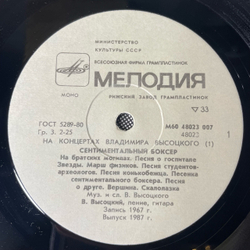 МИНИСТЕРСТВО
КУЛЬТУРЫ СССР
ВСЕСОЮЗНАЯ ФИРМА ГРАМПЛАСТИНОК
МЕЛОДИЯ
МОНО
РИЖСКИЙ ЗАВОД ГРАМПЛАСТИНОК
33
ГОСТ 5289-80
М60 48023 007
Гр. 3. 2-25
48023
1
НА КОНЦЕРТАХ ВЛАДИМИРА ВЫСОЦКОГО (1)
СЕНТИМЕНТАЛЬНЫЙ БОКСЕР
На братских могилах. Песня о госпитале.
Звезды. Марш физиков. Песня студентов-
археологов. Песня конькобежца. Песенка
сентиментального боксера. Песня
о друге. Вершина. Скалолазка
Муз. и сл. В. Высоцкого
В. Высоцкий, пение, гитара
Запись 1967 г.
Выпуск 1987 г.